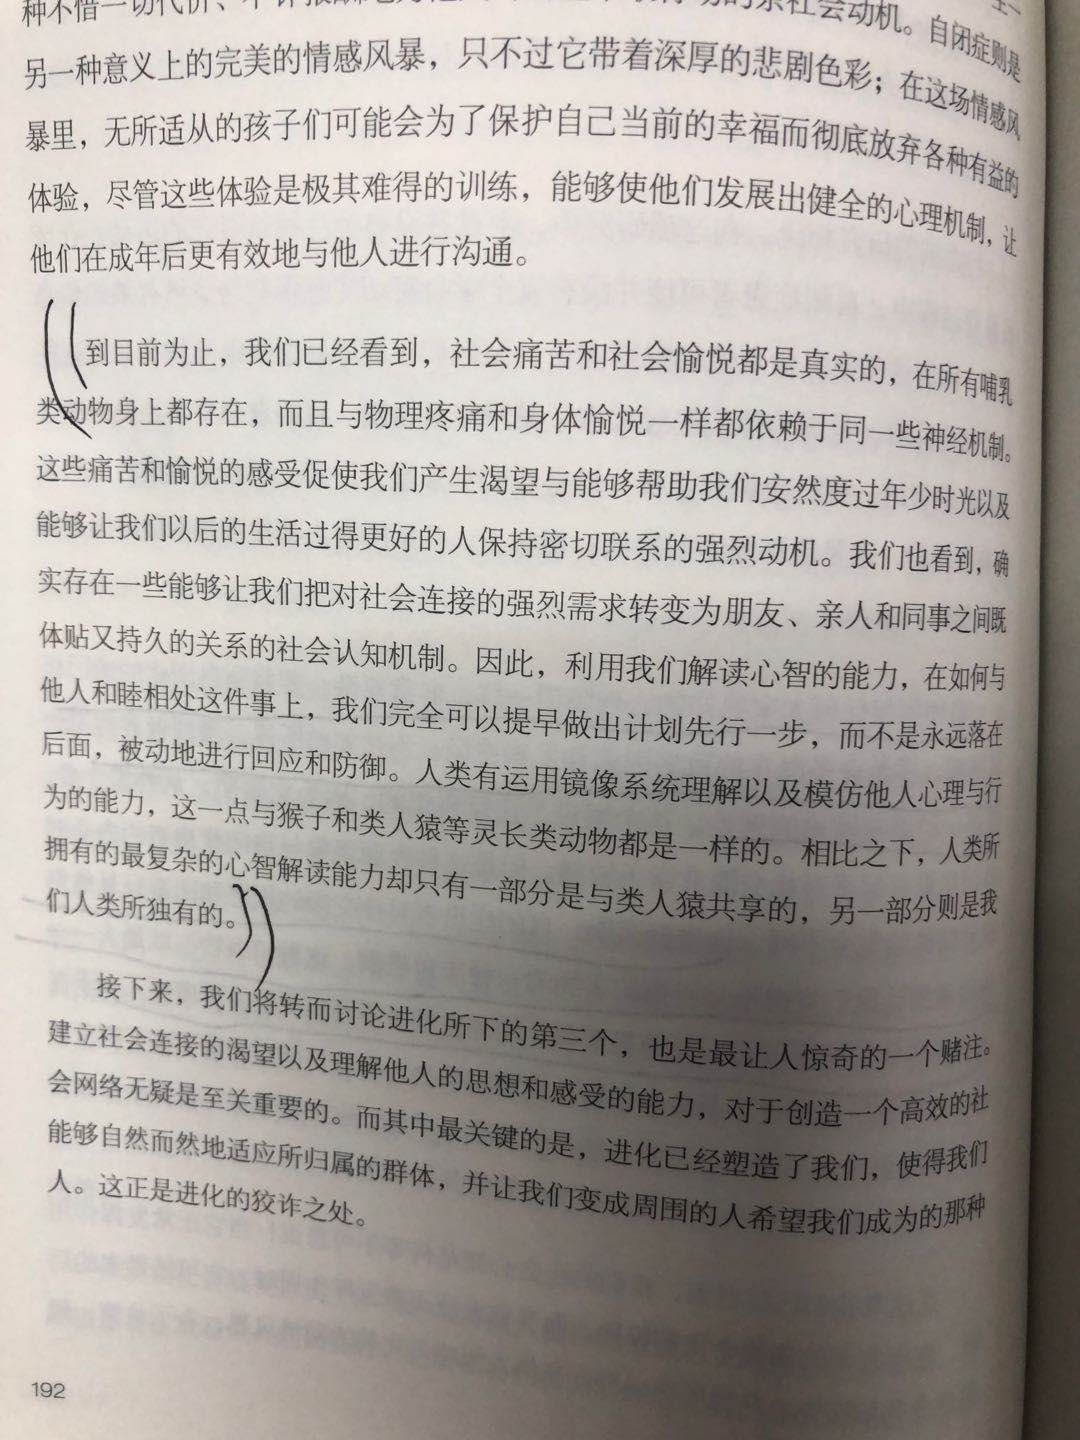 种不惜一切代价、不计报酬地为他人
的亲社会动机。自闭症则是
另一种意义上的完美的情感风暴，只不过它带着深厚的悲剧色彩；在这场情感风
暴里，无所适从的孩子们可能会为了保护自己当前的幸福而彻底放弃各种有益的
体验，尽管这些体验是极其难得的训练，能够使他们发展出健全的心理机制，让
他们在成年后更有效地与他人进行沟通。
到目前为止，我们已经看到，社会痛苦和社会愉悦都是真实的，在所有哺乳
类动物身上都存在，而且与物理疼痛和身体愉悦一样都依赖于同一些神经机制。
这些痛苦和愉悦的感受促使我们产生渴望与能够帮助我们安然度过年少时光以及
能够让我们以后的生活过得更好的人保持密切联系的强烈动机。我们也看到，确
实存在一些能够让我们把对社会连接的强烈需求转变为朋友、亲人和同事之间既
体贴又持久的关系的社会认知机制。因此，利用我们解读心智的能力，在如何与
他人和睦相处这件事上，我们完全可以提早做出计划先行一步，而不是永远落在
后面，被动地进行回应和防御。人类有运用镜像系统理解以及模仿他人心理与行
为的能力，这一点与猴子和类人猿等灵长类动物都是一样的。相比之下，人类所
拥有的最复杂的心智解读能力却只有一部分是与类人猿共享的，另一部分则是我
们人类所独有的。
接下来，我们将转而讨论进化所下的第三个，也是最让人惊奇的一个赌注。
建立社会连接的渴望以及理解他人的思想和感受的能力，对于创造一个高效的社
会网络无疑是至关重要的。而其中最关键的是，进化已经塑造了我们，使得我们
能够自然而然地适应所归属的群体，并让我们变成周围的人希望我们成为的那种
人。这正是进化的狡诈之处。
192